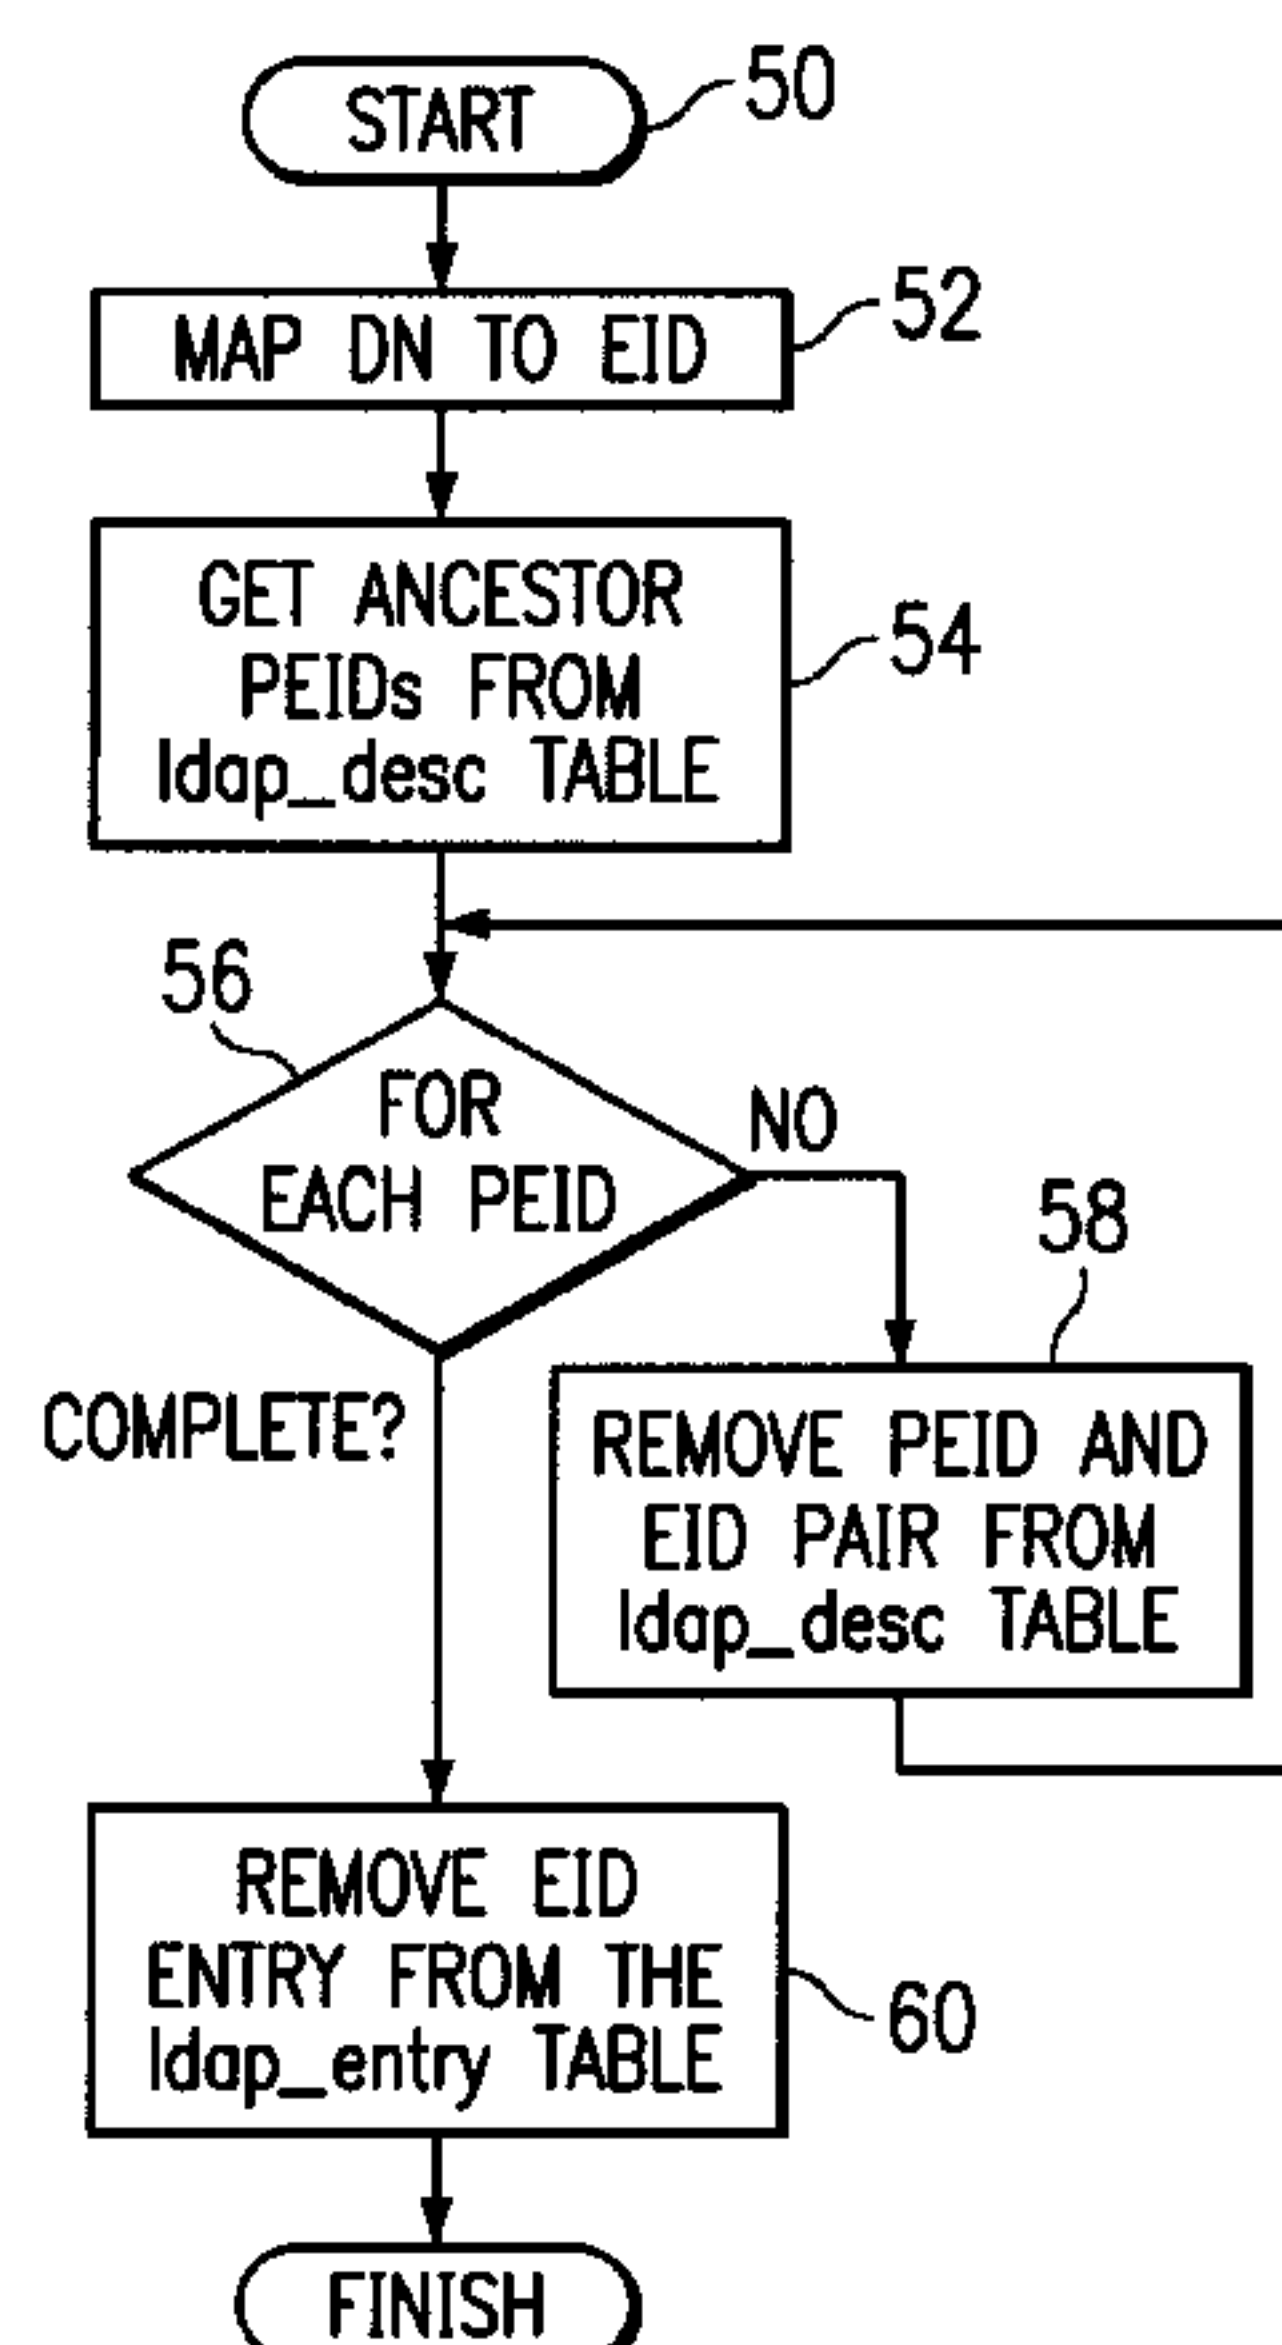 START
50
MAP DN TO EID
52
GET ANCESTOR
PEIDs FROM
ldap_desc TABLE
54
56
FOR
EACH PEID
NO
58
COMPLETE?
REMOVE PEID AND
EID PAIR FROM
ldap_desc TABLE
REMOVE EID
ENTRY FROM THE
ldap_entry TABLE
60
FINISH